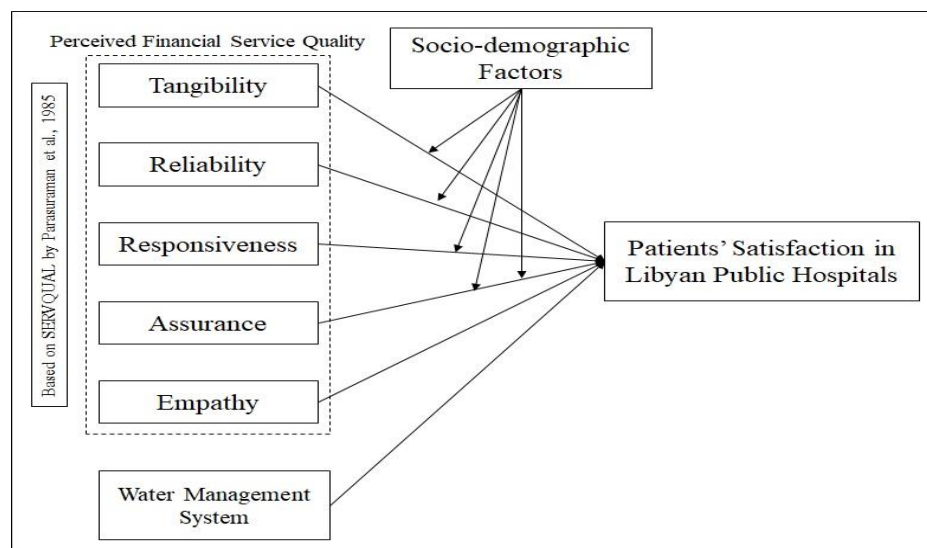 Perceived Financial Service Quality
Socio-demographic
Factors
Based on SERVQUAL by Parasuraman et al., 1985
Tangibility
Reliability
Responsiveness
Assurance
Empathy
Water Management
System
Patients’ Satisfaction in
Libyan Public Hospitals